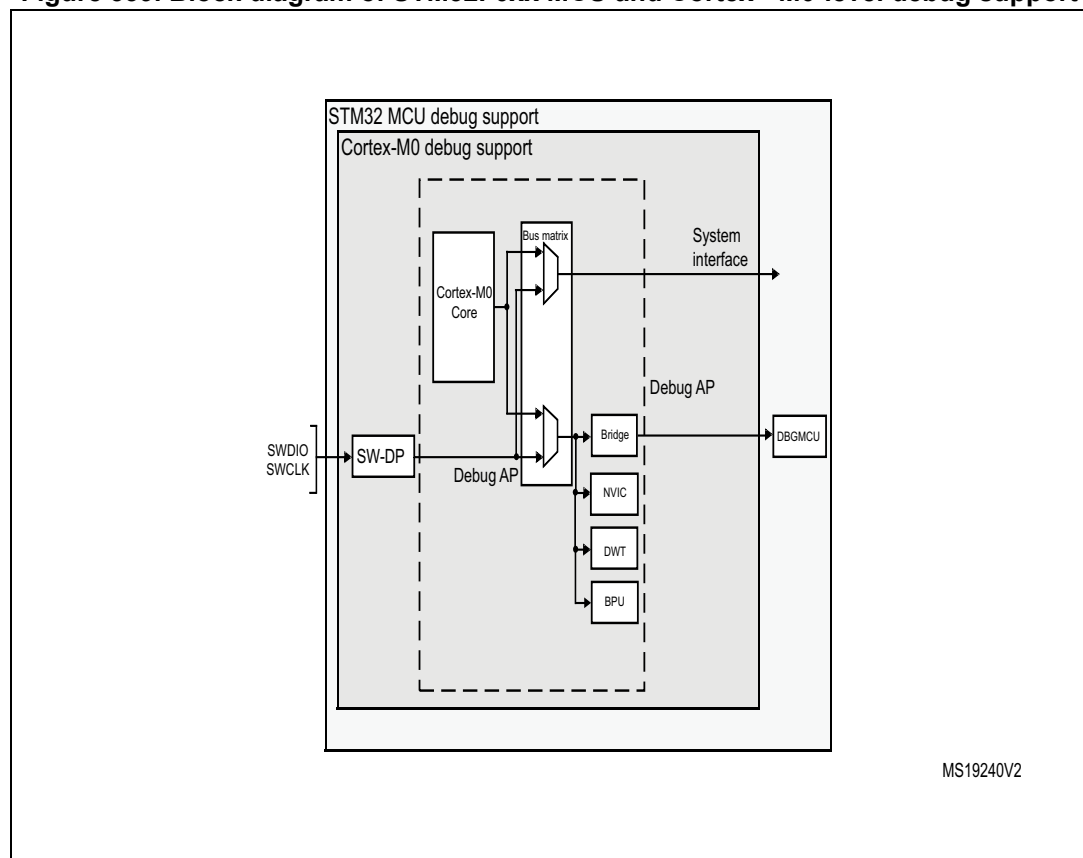 STM32 MCU debug support
Cortex-M0 debug support
Bus matrix
System
interface
Cortex-M0
Core
Debug AP
Bridge
DBGMCU
SWDIO
SWCLK
SW-DP
Debug AP
NVIC
DWT
BPU
MS19240V2